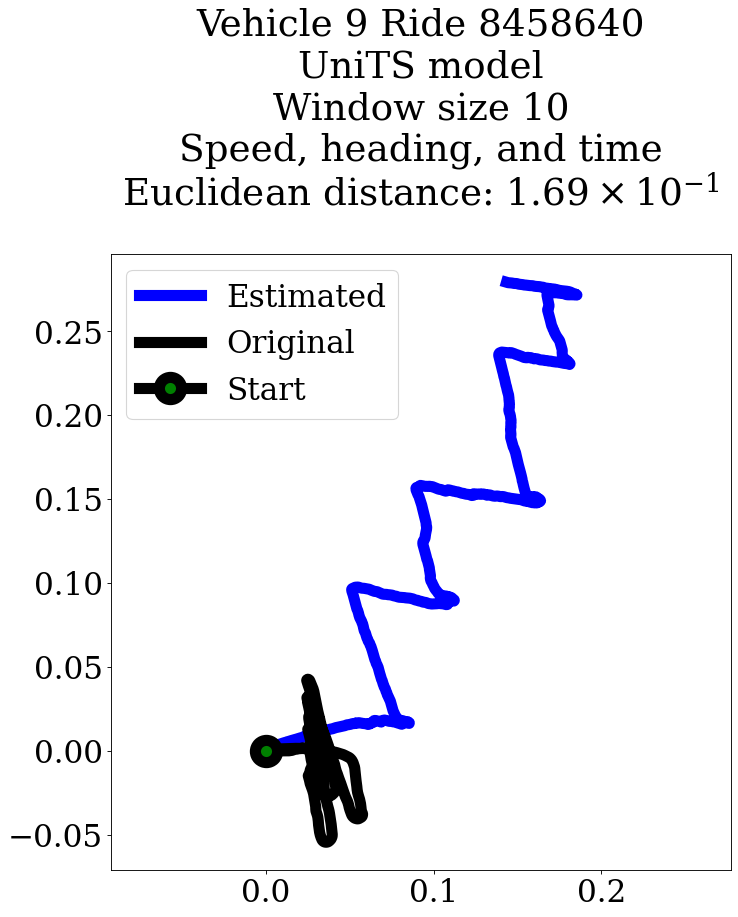 Vehicle 9 Ride 8458640
UniTS model
Window size 10
Speed, heading, and time
Euclidean distance: 1.69 × 10⁻¹
Estimated
Original
Start
0.25
0.20
0.15
0.10
0.05
0.00
−0.05
0.0 0.1 0.2